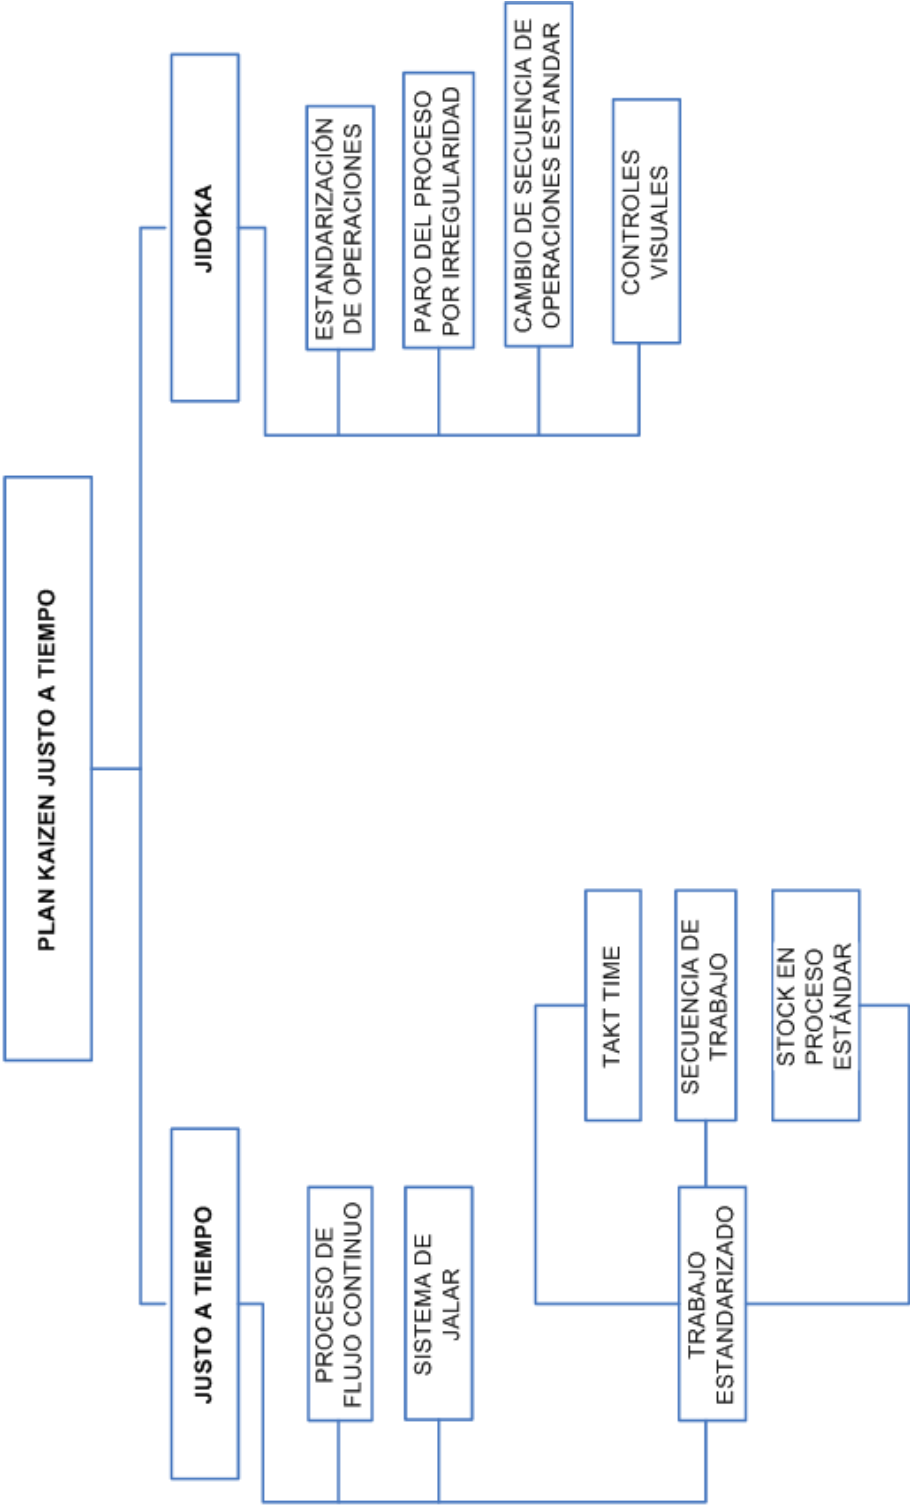 PLAN KAIZEN JUSTO A TIEMPO
JUSTO A TIEMPO
PROCESO DE
FLUJO CONTINUO
SISTEMA DE
JALAR
TRABAJO
ESTANDARIZADO
TAKT TIME
SECUENCIA DE
TRABAJO
STOCK EN
PROCESO
ESTÁNDAR
JIDOKA
ESTANDARIZACIÓN
DE OPERACIONES
PARO DEL PROCESO
POR IRREGULARIDAD
CAMBIO DE SECUENCIA DE
OPERACIONES ESTANDAR
CONTROLES
VISUALES